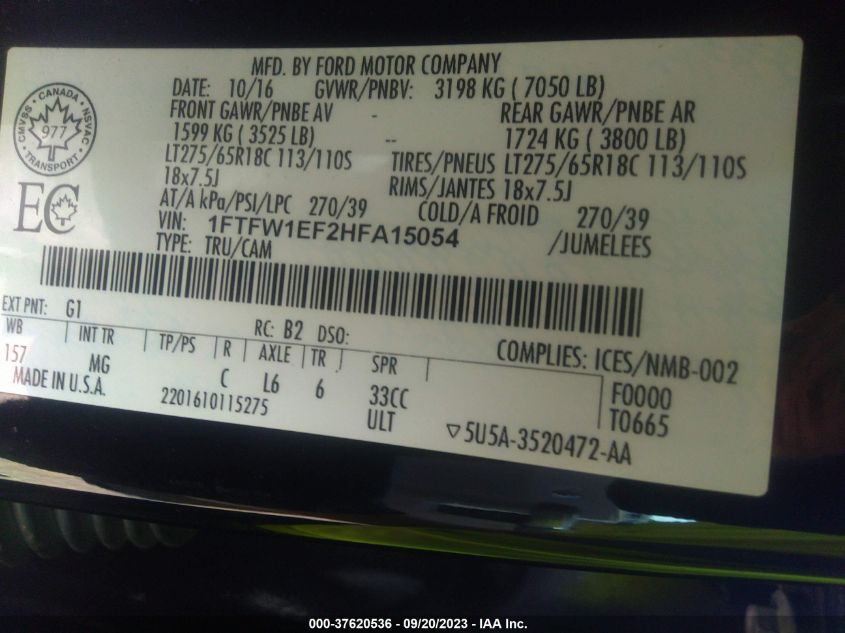 MFD. BY FORD MOTOR COMPANY
DATE: 10/16 GVWR/PNBV: 3198 KG ( 7050 LB)
FRONT GAWR/PNBE AV - REAR GAWR/PNBE AR
1599 KG ( 3525 LB) -- 1724 KG ( 3800 LB)
LT275/65R18C 113/110S TIRES/PNEUS LT275/65R18C 113/110S
18x7.5J RIMS/JANTES 18x7.5J
AT/A kPa/PSI/LPC 270/39 COLD/A FROID 270/39
VIN: 1FTFW1EF2HFA15054 /JUMELEES
TYPE: TRU/CAM
CMVSS · CANADA · NSVAC
977
TRANSPORT
EC
EXT PNT: G1 RC: B2 DSO:
WB INT TR TP/PS R AXLE TR SPR COMPLIES: ICES/NMB-002
157 MG C L6 6 33CC F0000
MADE IN U.S.A. 2201610115275 ULT T0665
▽5U5A-3520472-AA
000-37620536 - 09/20/2023 - IAA Inc.